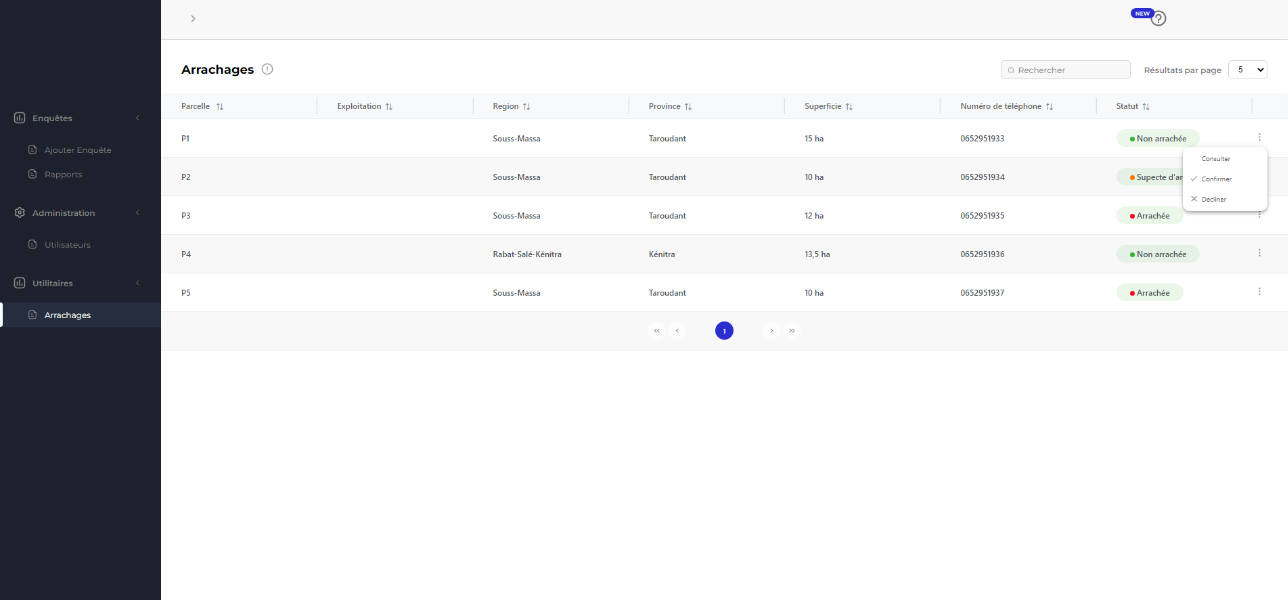 NEW
Enquêtes
Ajouter Enquête
Rapports
Administration
Utilisateurs
Utilitaires
Arrachages
Arrachages
Rechercher
Résultats par page 5
Parcelle Exploitation Region Province Superficie Numéro de téléphone Statut
P1 Souss-Massa Taroudant 15 ha 0652951933 Non arrachée
P2 Souss-Massa Taroudant 10 ha 0652951934 Supecte d'ar
P3 Souss-Massa Taroudant 12 ha 0652951935 Arrachée
P4 Rabat-Salé-Kénitra Kénitra 13,5 ha 0652951936 Non arrachée
P5 Souss-Massa Taroudant 10 ha 0652951937 Arrachée
Consulter
Confirmer
Decliner
« ‹ 1 › »